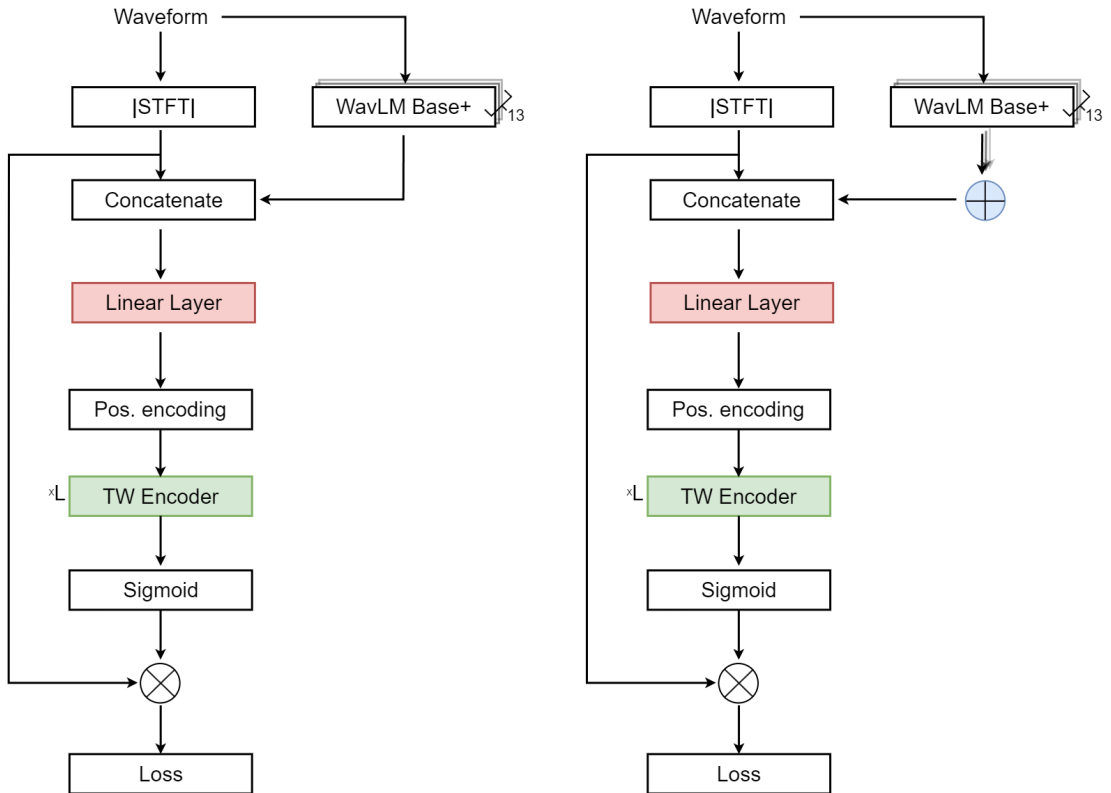 Waveform
|STFT|
WavLM Base+
13
Concatenate
Linear Layer
Pos. encoding
xL
TW Encoder
Sigmoid
Loss
Waveform
|STFT|
WavLM Base+
13
Concatenate
Linear Layer
Pos. encoding
xL
TW Encoder
Sigmoid
Loss